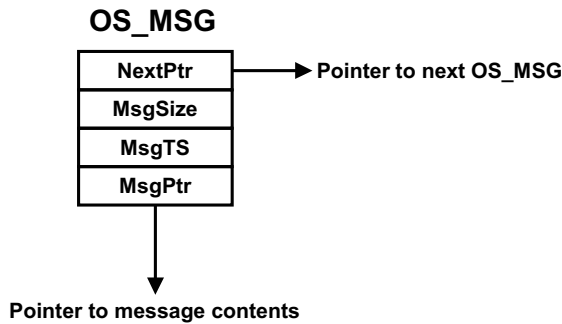 OS_MSG
NextPtr
Pointer to next OS_MSG
MsgSize
MsgTS
MsgPtr
Pointer to message contents